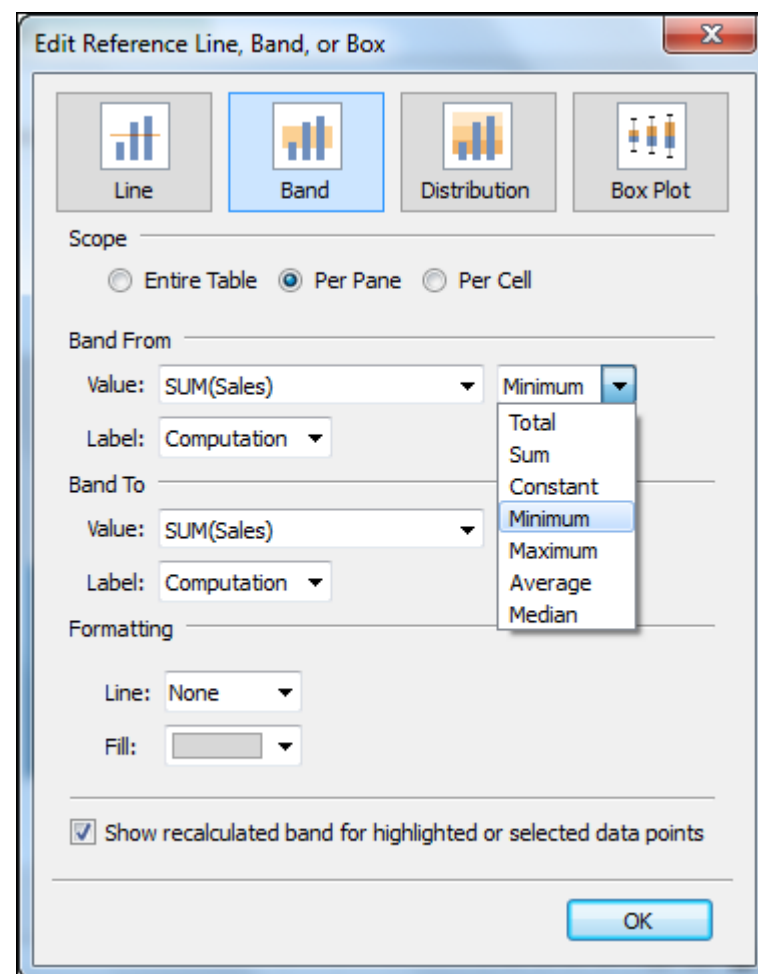 Edit Reference Line, Band, or Box
Line Band Distribution Box Plot
Scope
Entire Table Per Pane Per Cell
Band From
Value: SUM(Sales) Minimum
Label: Computation
Total
Sum
Constant
Minimum
Maximum
Average
Median
Band To
Value: SUM(Sales)
Label: Computation
Formatting
Line: None
Fill:
Show recalculated band for highlighted or selected data points
OK